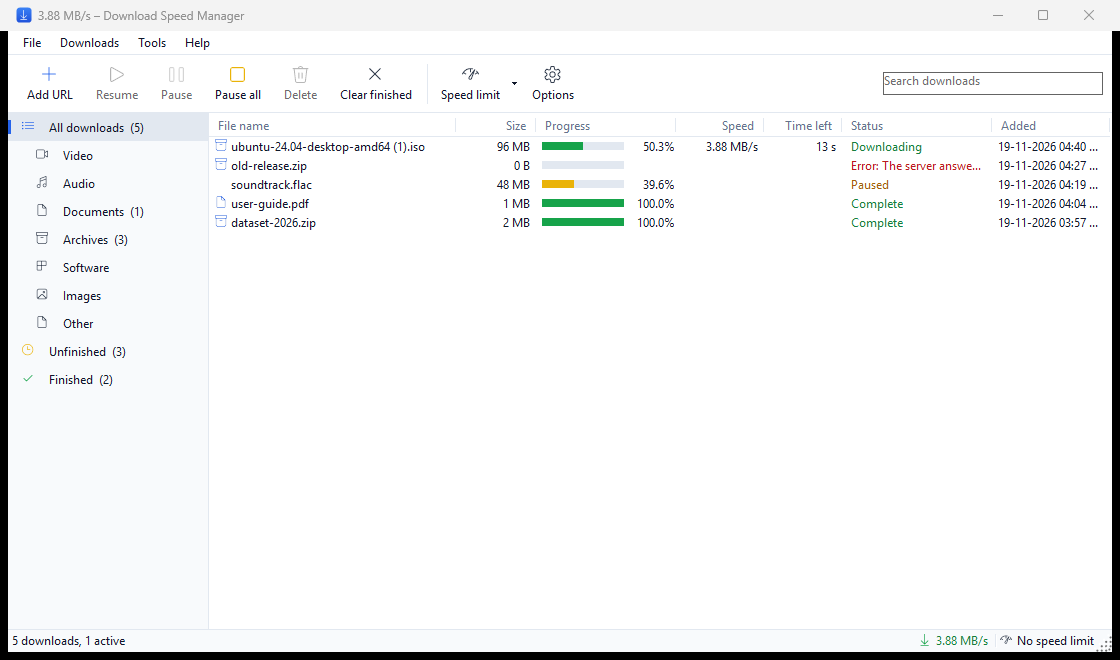 3.88 MB/s – Download Speed Manager
File Downloads Tools Help
Add URL Resume Pause Pause all Delete Clear finished Speed limit Options
Search downloads
All downloads (5)
Video
Audio
Documents (1)
Archives (3)
Software
Images
Other
Unfinished (3)
Finished (2)
File name Size Progress Speed Time left Status Added
ubuntu-24.04-desktop-amd64 (1).iso 96 MB 50.3% 3.88 MB/s 13 s Downloading 19-11-2026 04:40 ...
old-release.zip 0 B Error: The server answe... 19-11-2026 04:27 ...
soundtrack.flac 48 MB 39.6% Paused 19-11-2026 04:19 ...
user-guide.pdf 1 MB 100.0% Complete 19-11-2026 04:04 ...
dataset-2026.zip 2 MB 100.0% Complete 19-11-2026 03:57 ...
5 downloads, 1 active 3.88 MB/s No speed limit